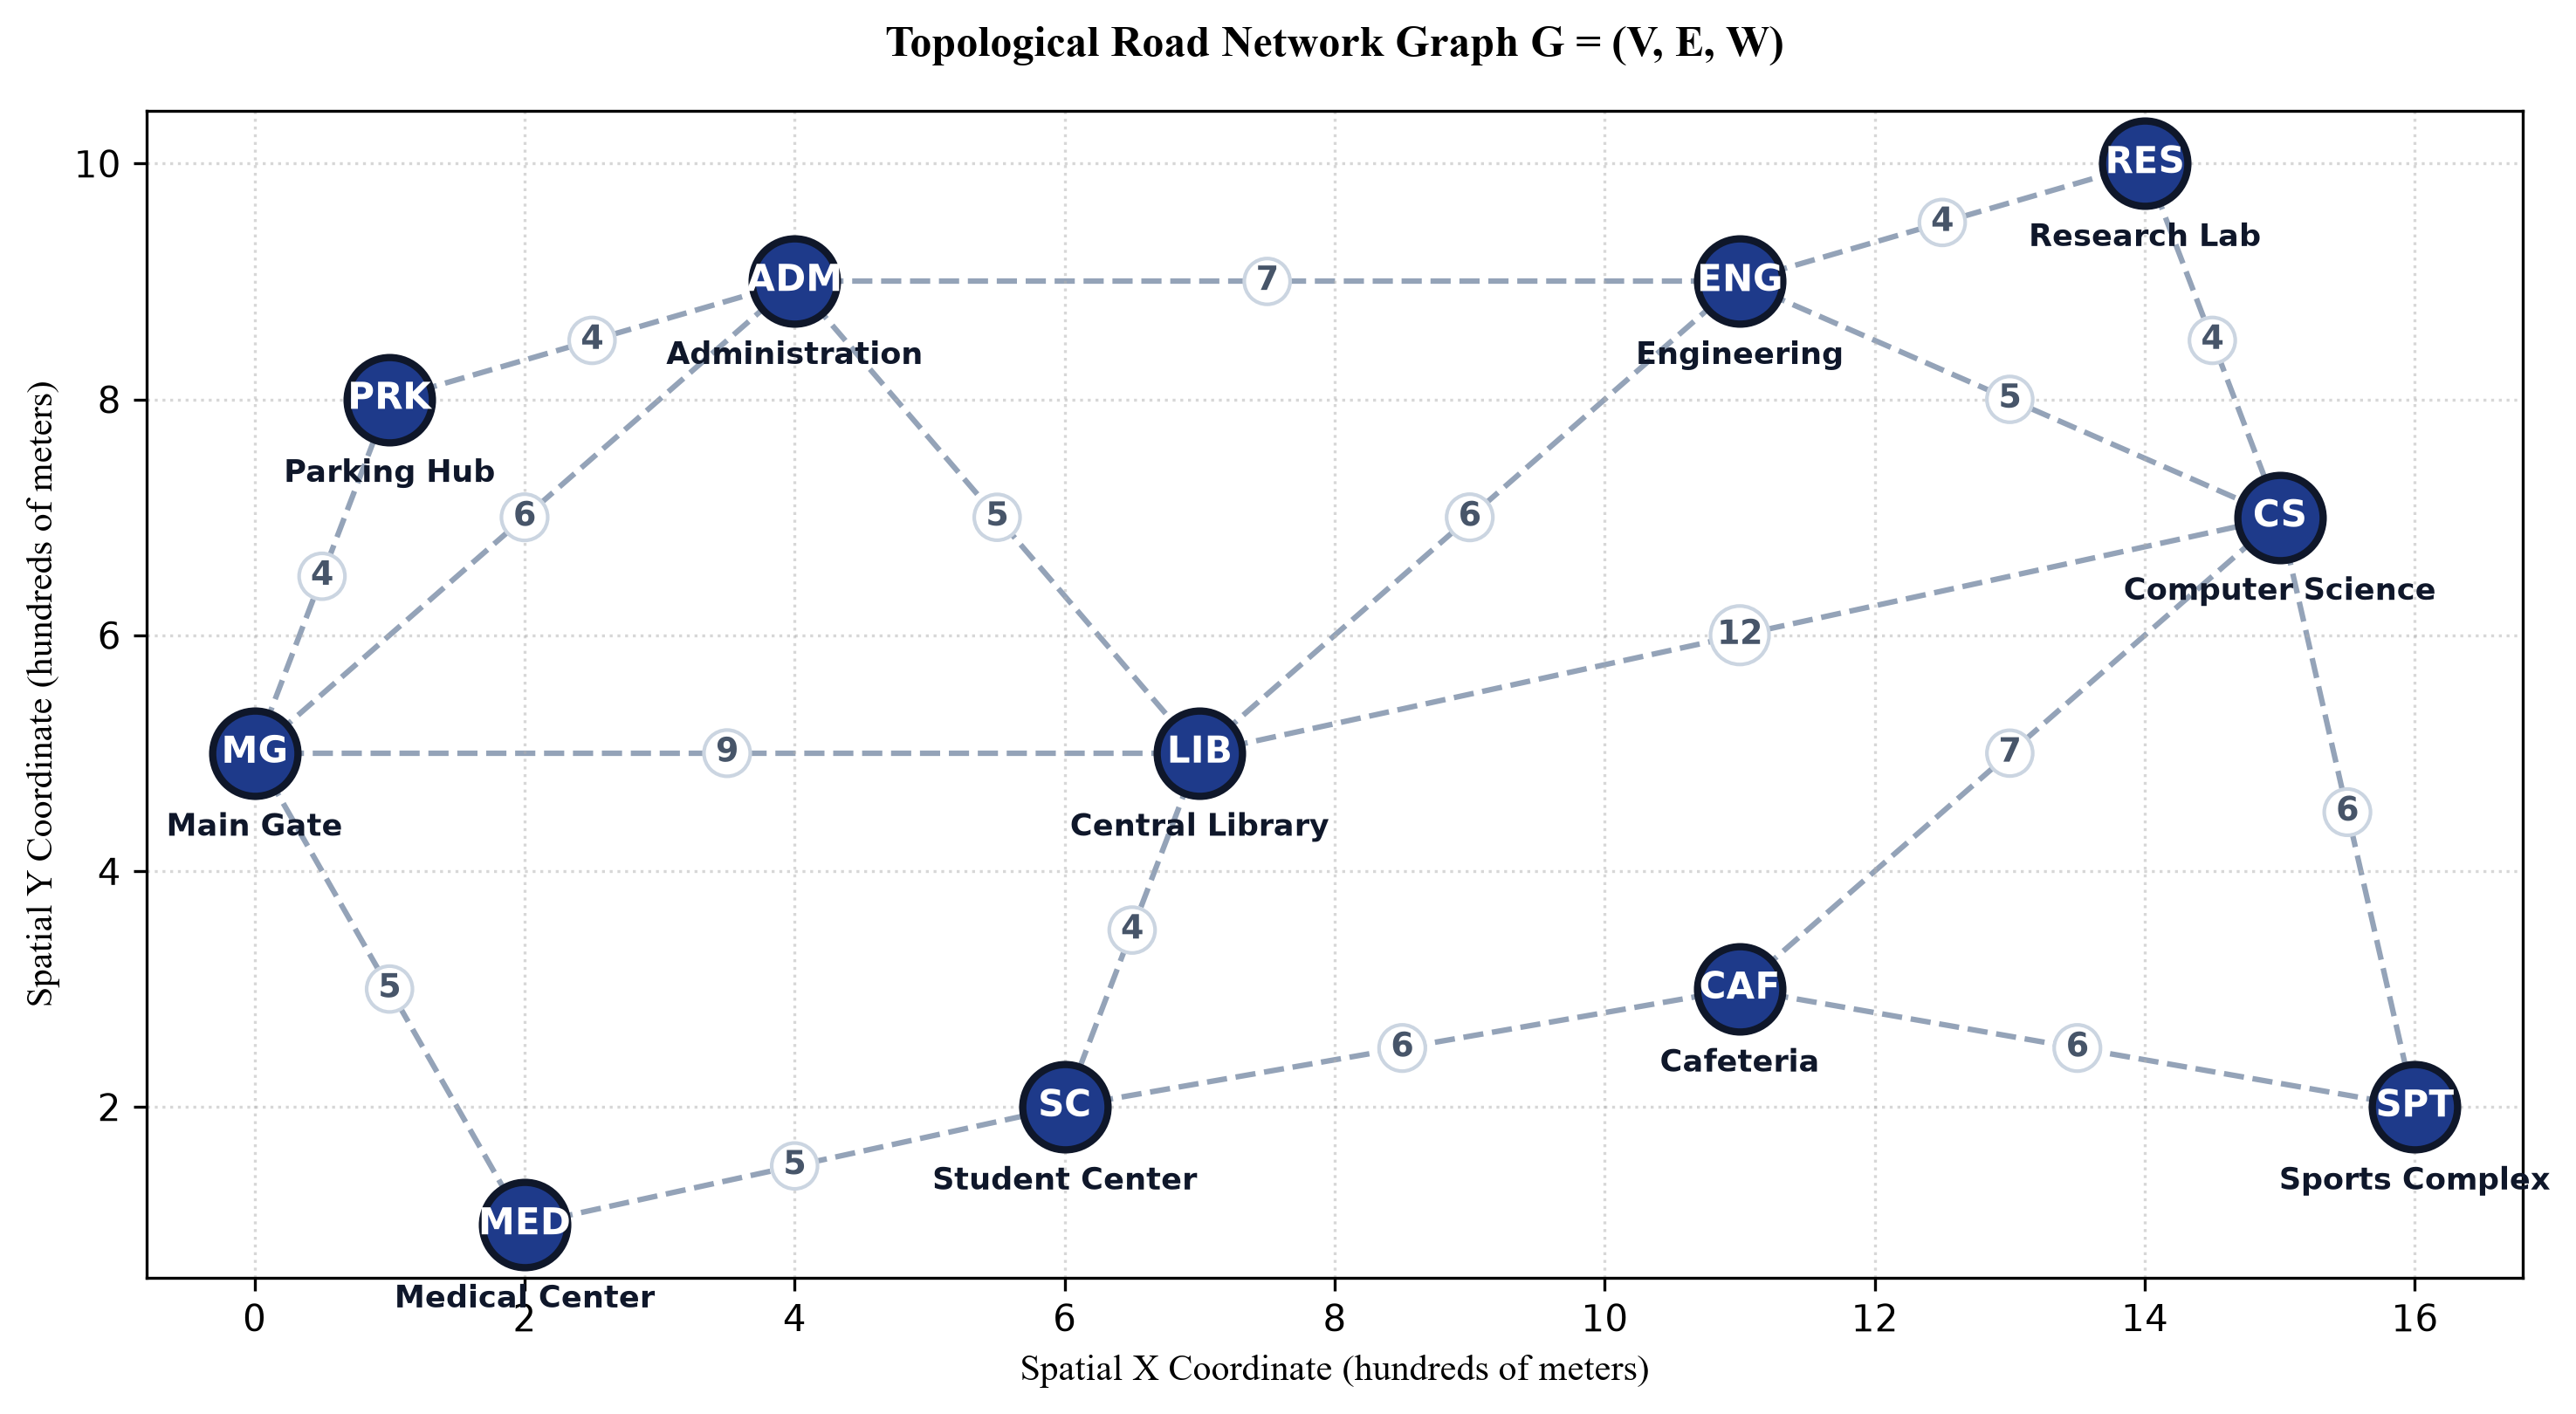 Topological Road Network Graph G = (V, E, W)
10
RES
4
Research Lab
ADM
7
ENG
4
4
Administration
Engineering
8
PRK
5
Parking Hub
6
5
6
CS
4
Computer Science
6
12
MG
9
LIB
7
Main Gate
Central Library
6
4
4
5
CAF
6
6
Cafeteria
2
SC
SPT
5
Student Center
Sports Complex
MED
Medical Center
0
2
4
6
8
10
12
14
16
Spatial X Coordinate (hundreds of meters)
Spatial Y Coordinate (hundreds of meters)